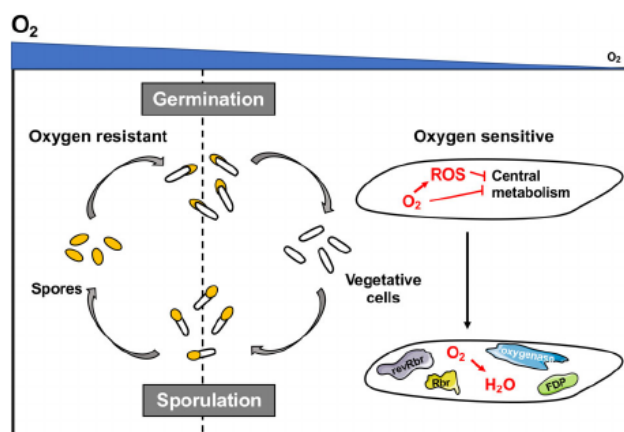 O2
O2
Germination
Oxygen resistant
Oxygen sensitive
ROS
Central
metabolism
O2
Spores
Vegetative
cells
revRbr
O2
oxygenase
Rbr
H2O
FDP
Sporulation